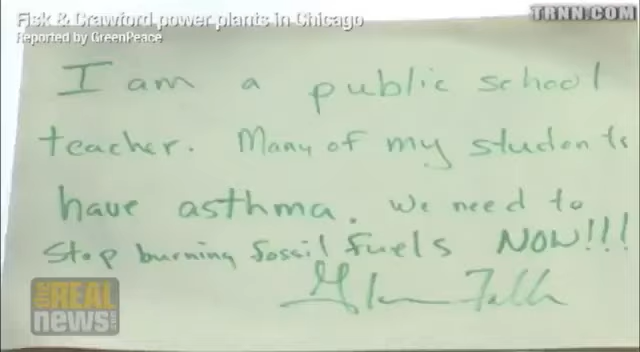 Fisk & Crawford power plants in Chicago
Reported by GreenPeace
TRNN.COM
I am a public school
teacher. Many of my students
have asthma. We need to
stop burning fossil fuels NOW!!!
the REAL
news.com